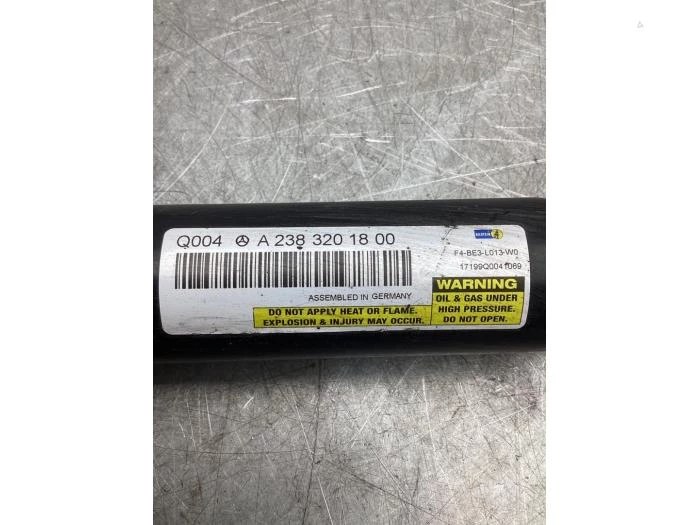 Q004 A 238 320 18 00
BILSTEIN
F4-BE3-L013-W0
17199Q0041069
ASSEMBLED IN GERMANY
WARNING
OIL & GAS UNDER
HIGH PRESSURE.
DO NOT OPEN.
DO NOT APPLY HEAT OR FLAME.
EXPLOSION & INJURY MAY OCCUR.